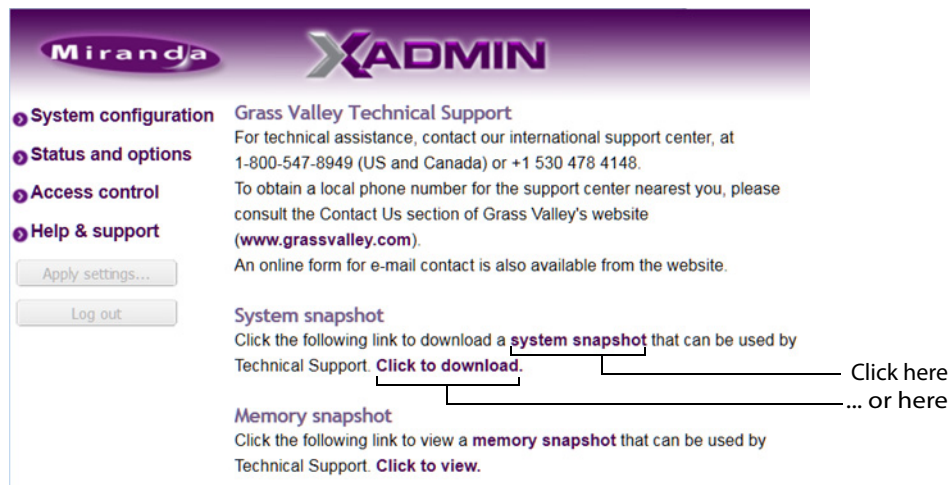 Miranda
XADMIN
System configuration
Status and options
Access control
Help & support
Apply settings...
Log out
Grass Valley Technical Support
For technical assistance, contact our international support center, at
1-800-547-8949 (US and Canada) or +1 530 478 4148.
To obtain a local phone number for the support center nearest you, please
consult the Contact Us section of Grass Valley's website
(www.grassvalley.com).
An online form for e-mail contact is also available from the website.
System snapshot
Click the following link to download a system snapshot that can be used by
Technical Support. Click to download.
Click here
... or here
Memory snapshot
Click the following link to view a memory snapshot that can be used by
Technical Support. Click to view.